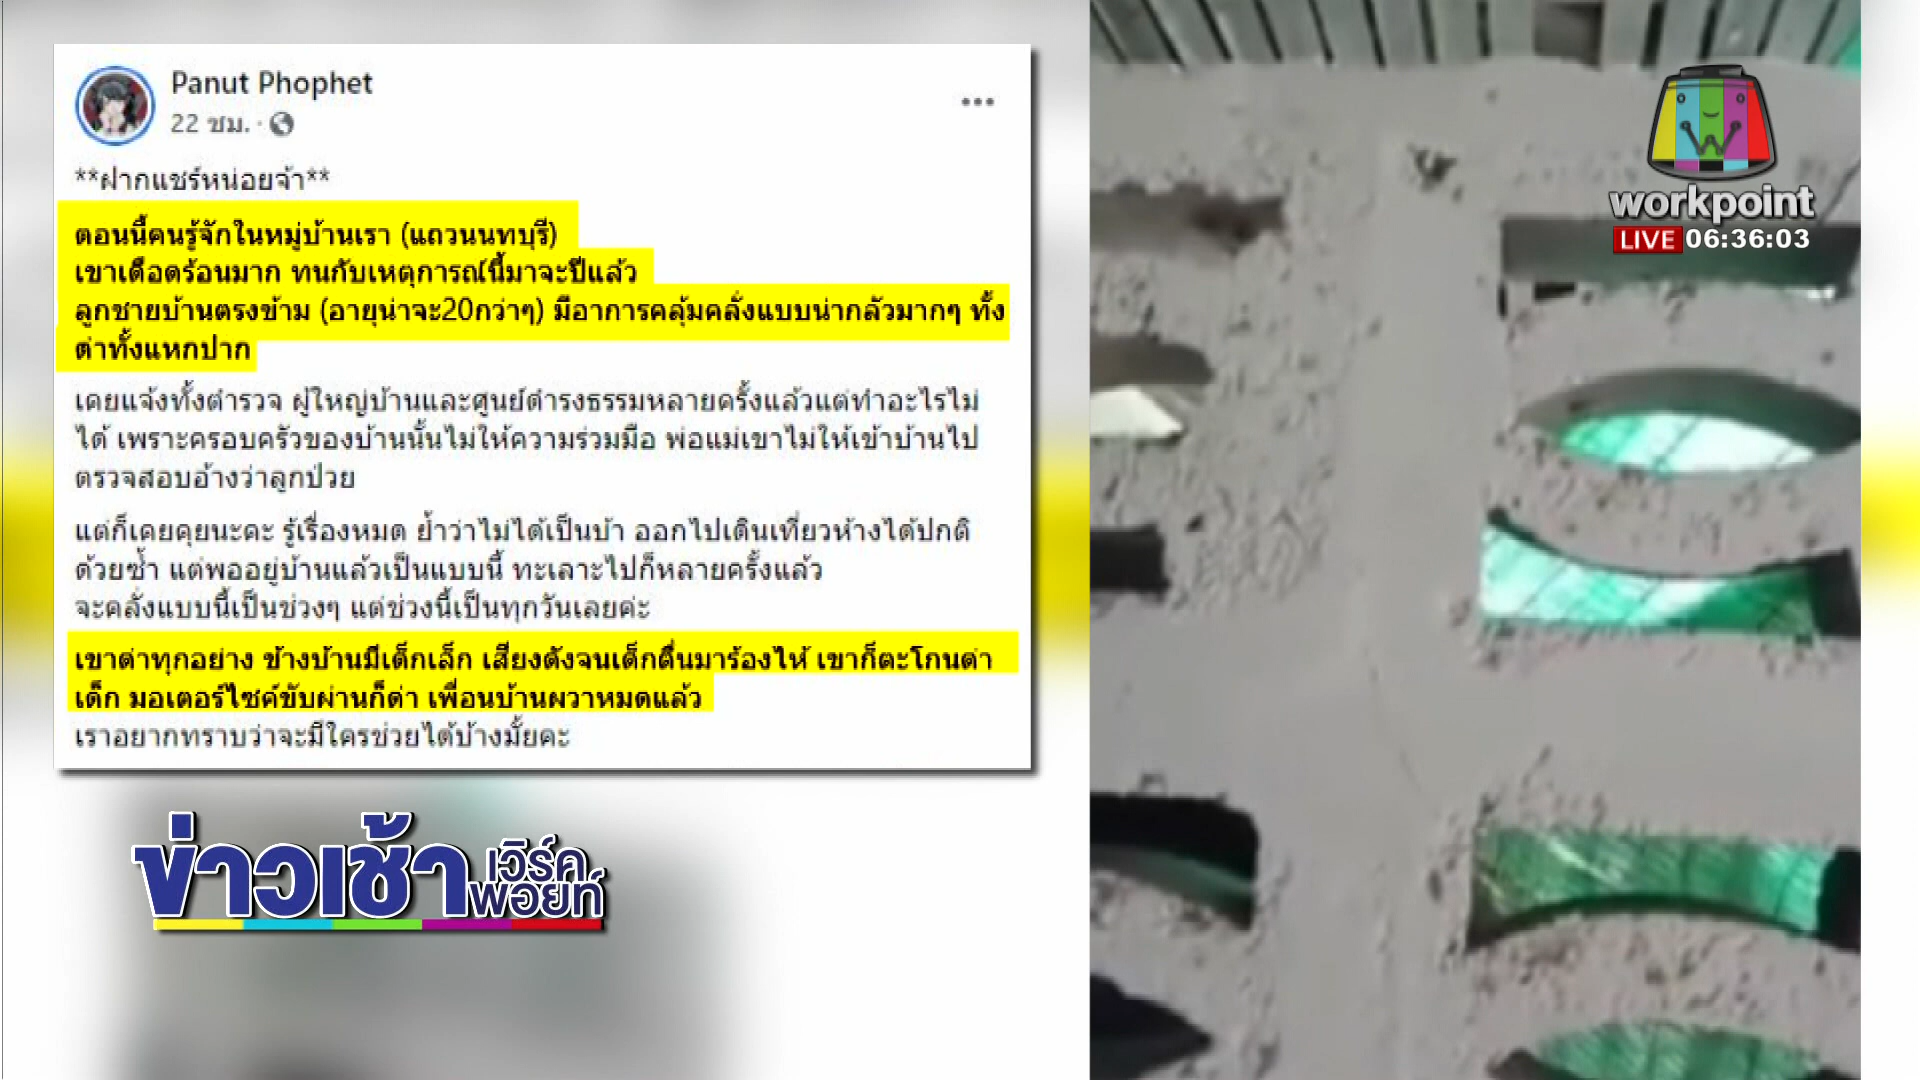 Panut Phophet
22 ชม.
**ฝากแชร์หน่อยจ้า**
ตอนนี้คนรู้จักในหมู่บ้านเรา (แถวนนทบุรี)
เขาเดือดร้อนมาก ทนกับเหตุการณ์นี้มาจะปีแล้ว
ลูกชายบ้านตรงข้าม (อายุน่าจะ20กว่าๆ) มีอาการคลุ้มคลั่งแบบน่ากลัวมากๆ ทั้ง
ด่าทั้งแหกปาก
เคยแจ้งทั้งตำรวจ ผู้ใหญ่บ้านและศูนย์ดำรงธรรมหลายครั้งแล้วแต่ทำอะไรไม่
ได้ เพราะครอบครัวของบ้านนั้นไม่ให้ความร่วมมือ พ่อแม่เขาไม่ให้เข้าบ้านไป
ตรวจสอบอ้างว่าลูกป่วย
แต่ก็เคยคุยนะคะ รู้เรื่องหมด ย้ำว่าไม่ได้เป็นบ้า ออกไปเดินเที่ยวห้างได้ปกติ
ด้วยซ้ำ แต่พออยู่บ้านแล้วเป็นแบบนี้ ทะเลาะไปก็หลายครั้งแล้ว
จะคลั่งแบบนี้เป็นช่วงๆ แต่ช่วงนี้เป็นทุกวันเลยค่ะ
เขาด่าทุกอย่าง ข้างบ้านมีเด็กเล็ก เสียงดังจนเด็กตื่นมาร้องไห้ เขาก็ตะโกนด่า
เด็ก มอเตอร์ไซค์ขับผ่านก็ด่า เพื่อนบ้านผวาหมดแล้ว
เราอยากทราบว่าจะมีใครช่วยได้บ้างมั้ยคะ
ข่าวเช้า เวิร์ค
พอยท์
workpoint
LIVE 06:36:03